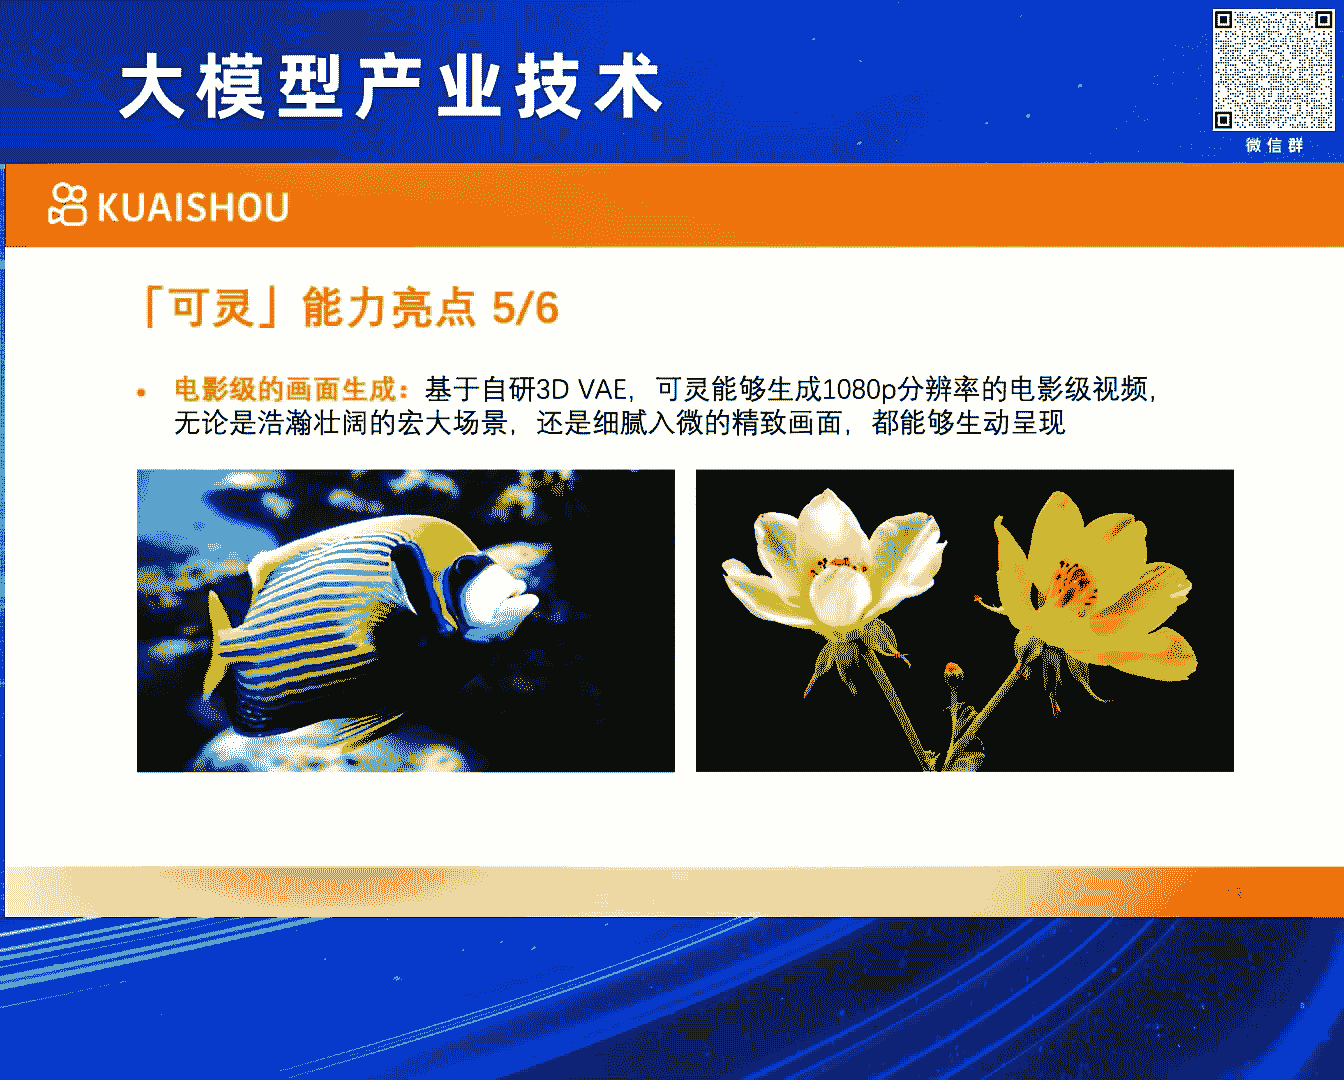 大模型产业技术
微信群
KUAISHOU
「可灵」能力亮点 5/6
• 电影级的画面生成：基于自研3D VAE，可灵能够生成1080p分辨率的电影级视频，
无论是浩瀚壮阔的宏大场景，还是细腻入微的精致画面，都能够生动呈现